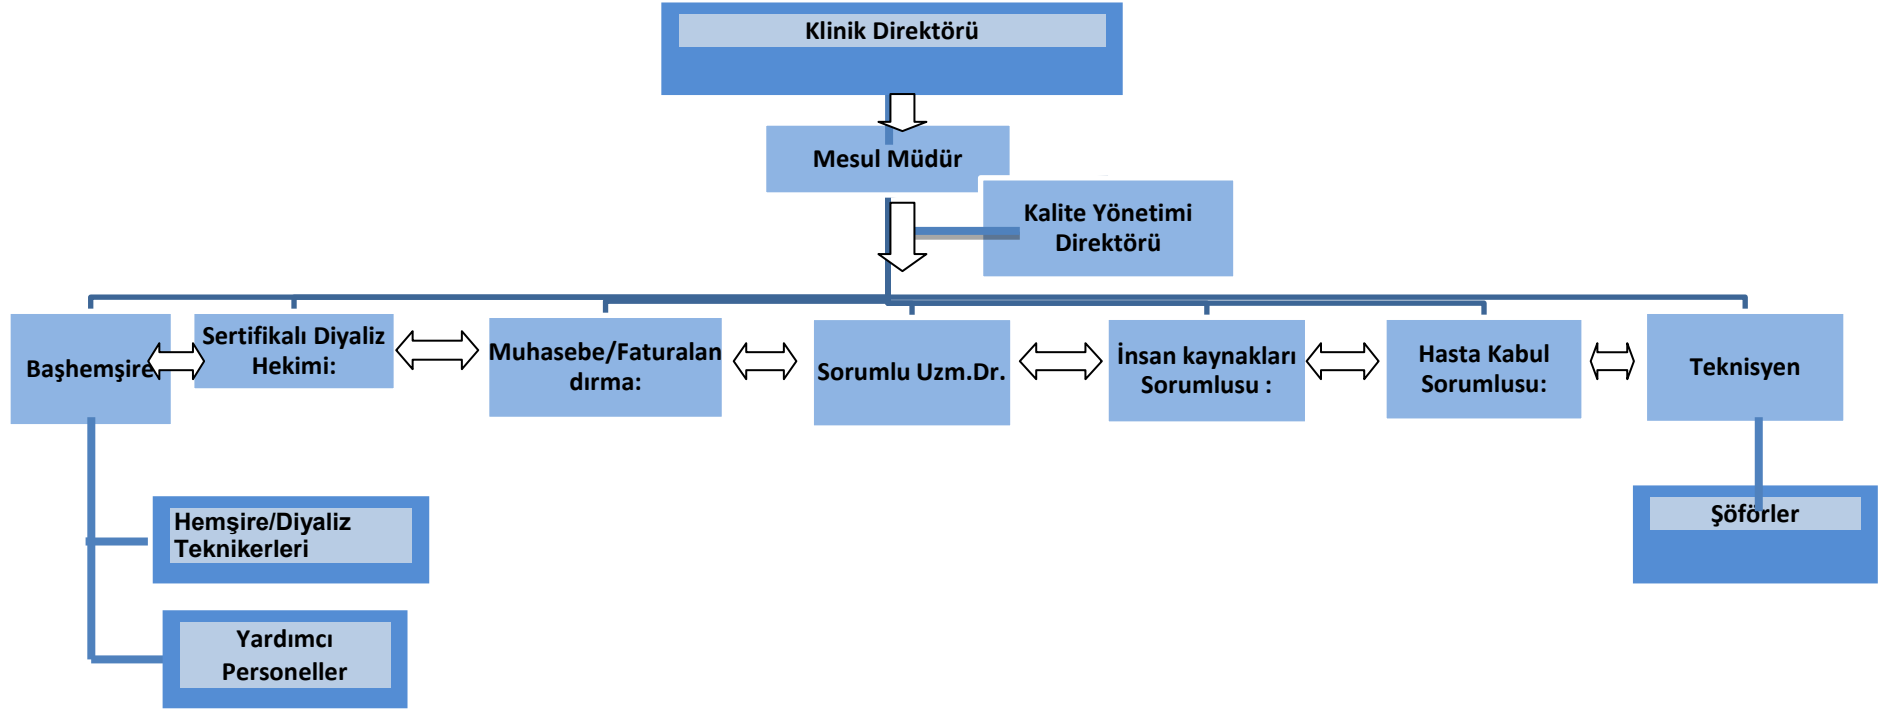 Klinik Direktörü
Mesul Müdür
Kalite Yönetimi
Direktörü
Başhemşire
Sertifikalı Diyaliz
Hekimi:
Muhasebe/Faturalan
dırma:
Sorumlu Uzm.Dr.
İnsan kaynakları
Sorumlusu :
Hasta Kabul
Sorumlusu:
Teknisyen
Hemşire/Diyaliz
Teknikerleri
Şöförler
Yardımcı
Personeller